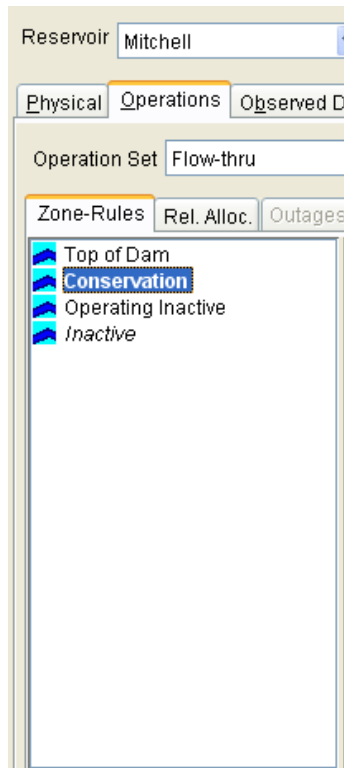 Reservoir Mitchell
Physical Operations Observed D
Operation Set Flow-thru
Zone-Rules Rel. Alloc. Outages
Top of Dam
Conservation
Operating Inactive
Inactive